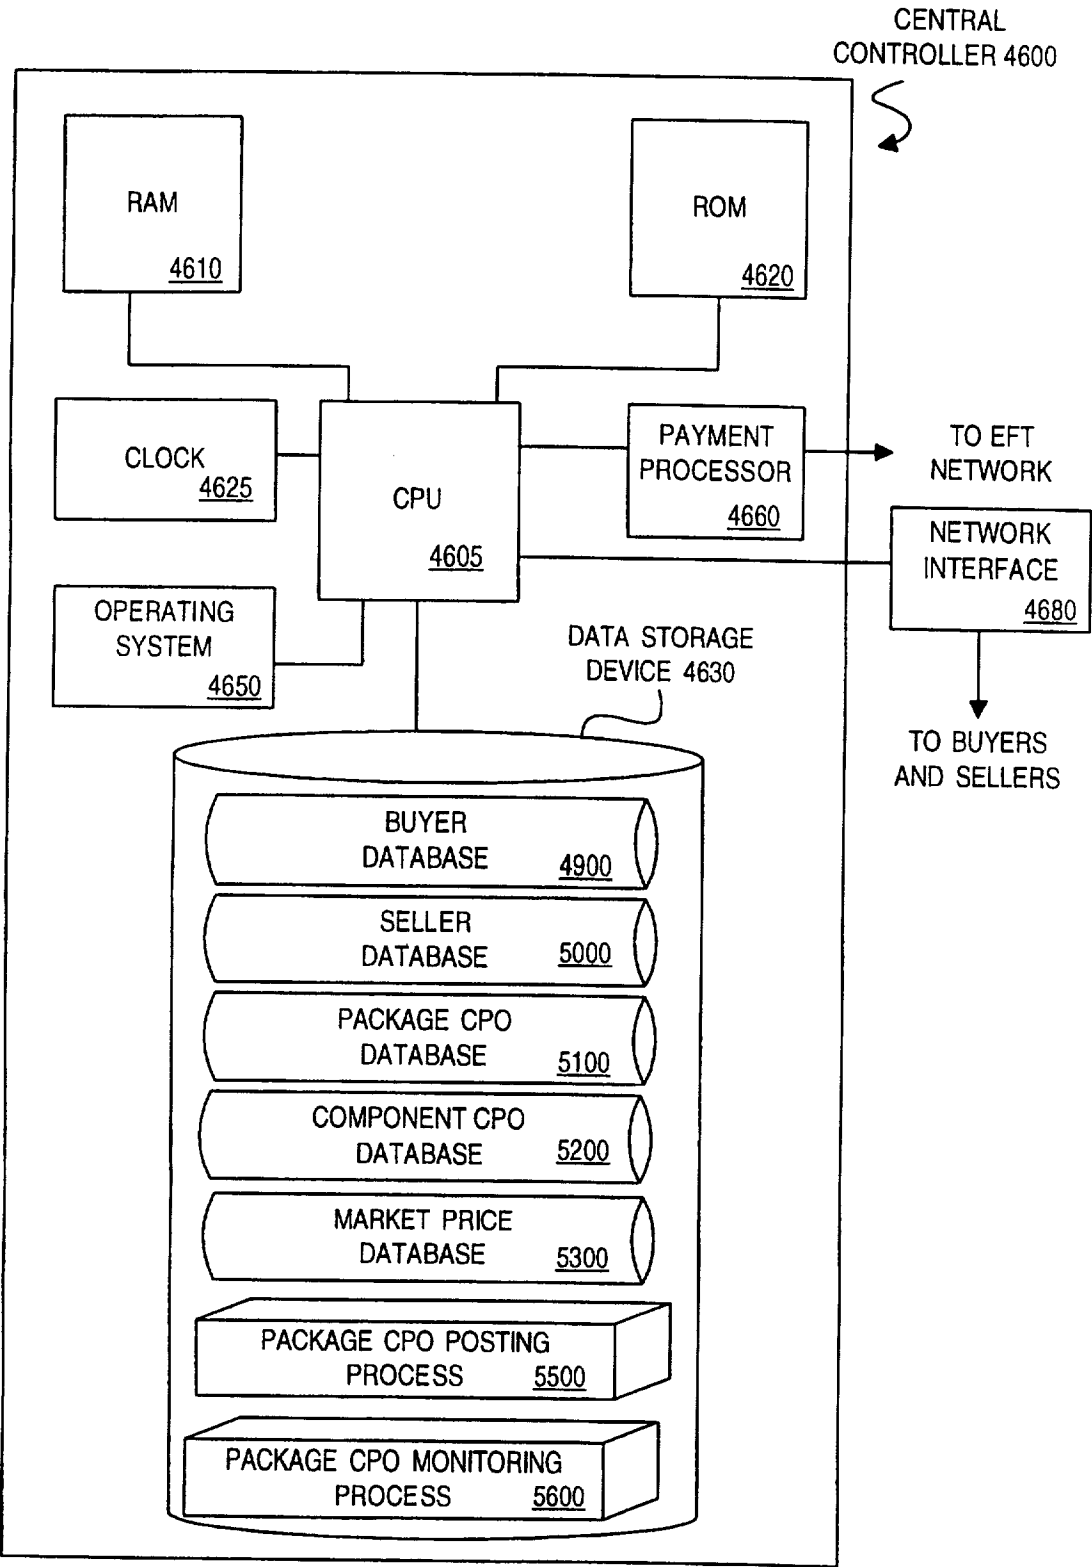 CENTRAL
CONTROLLER 4600
RAM
4610
ROM
4620
CLOCK
4625
CPU
4605
PAYMENT
PROCESSOR
4660
TO EFT
NETWORK
NETWORK
INTERFACE
4680
OPERATING
SYSTEM
4650
DATA STORAGE
DEVICE 4630
TO BUYERS
AND SELLERS
BUYER
DATABASE 4900
SELLER
DATABASE 5000
PACKAGE CPO
DATABASE 5100
COMPONENT CPO
DATABASE 5200
MARKET PRICE
DATABASE 5300
PACKAGE CPO POSTING
PROCESS 5500
PACKAGE CPO MONITORING
PROCESS 5600